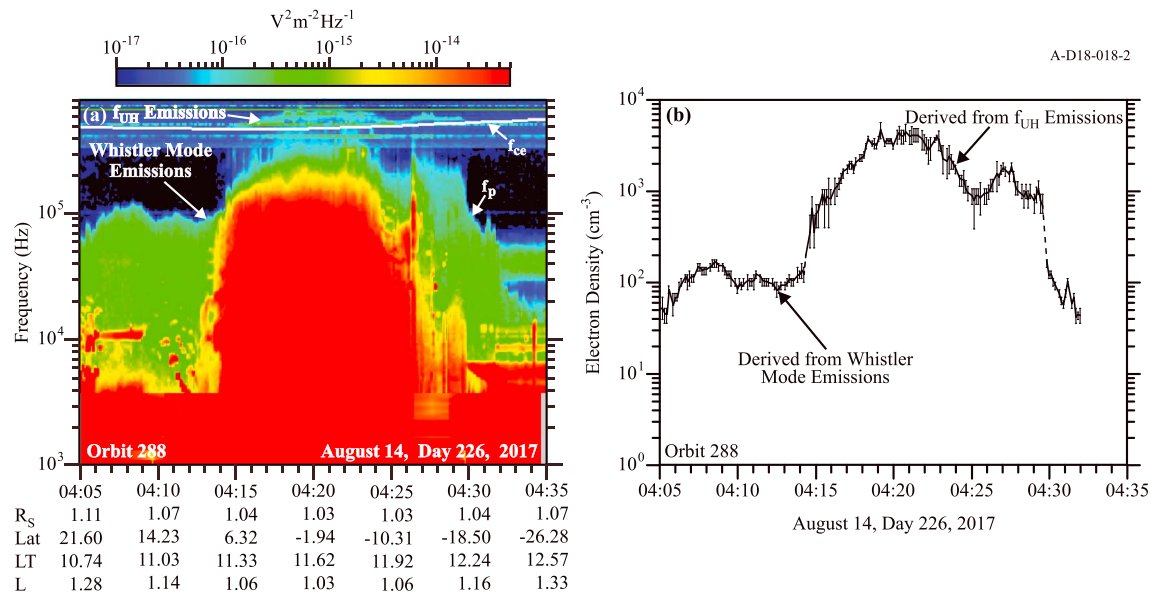 V²m⁻²Hz⁻¹
10⁻¹⁷ 10⁻¹⁶ 10⁻¹⁵ 10⁻¹⁴
A-D18-018-2
(a) f_UH Emissions
f_ce
Whistler Mode
Emissions
f_p
10⁵
10⁴
10³
Frequency (Hz)
Orbit 288 August 14, Day 226, 2017
04:05 04:10 04:15 04:20 04:25 04:30 04:35
R_S 1.11 1.07 1.04 1.03 1.03 1.04 1.07
Lat 21.60 14.23 6.32 -1.94 -10.31 -18.50 -26.28
LT 10.74 11.03 11.33 11.62 11.92 12.24 12.57
L 1.28 1.14 1.06 1.03 1.06 1.16 1.33
(b)
Derived from f_UH Emissions
10⁴
10³
10²
10¹
10⁰
Electron Density (cm⁻³)
Derived from Whistler
Mode Emissions
Orbit 288
04:05 04:10 04:15 04:20 04:25 04:30 04:35
August 14, Day 226, 2017